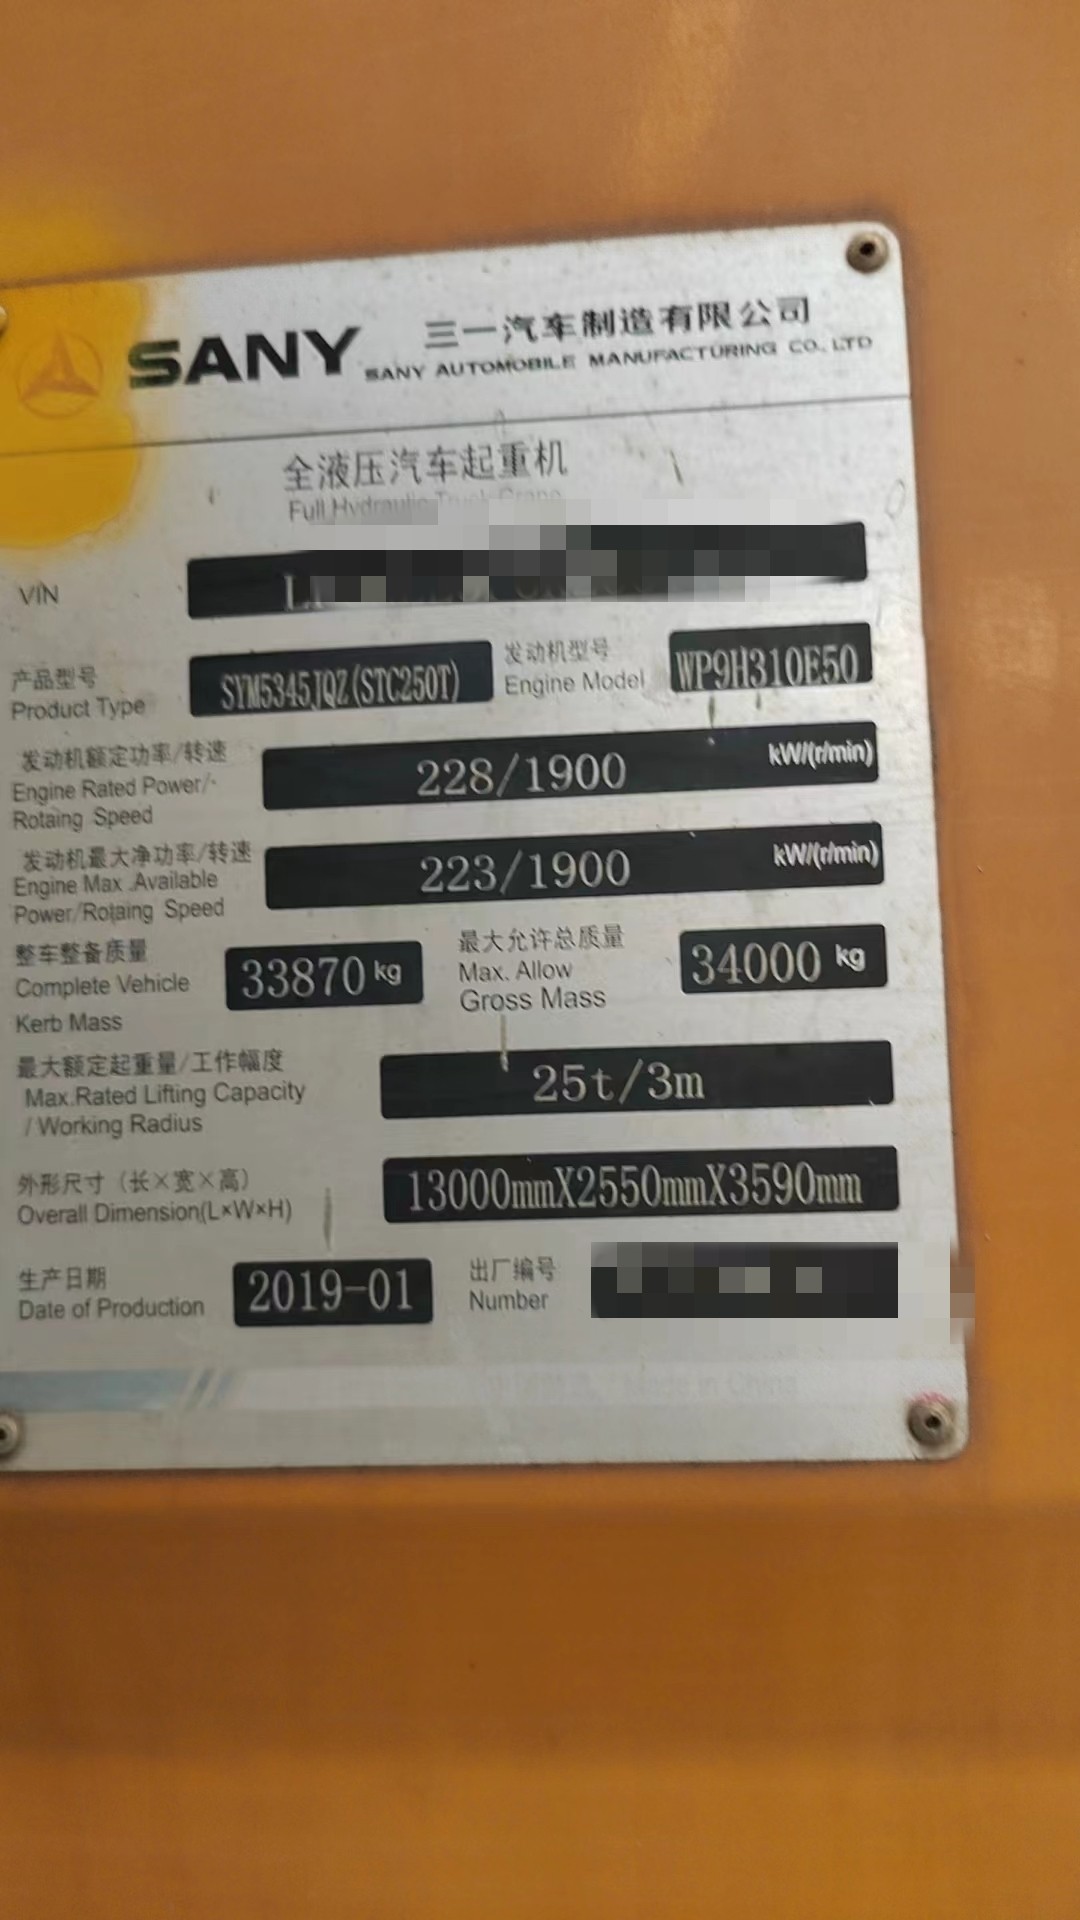 SANY 三一汽车制造有限公司
SANY AUTOMOBILE MANUFACTURING CO., LTD
全液压汽车起重机
Full Hydraulic Truck Crane
VIN
产品型号
Product Type
SYM5345JQZ(STC250T)
发动机型号
Engine Model
WP9H310E50
发动机额定功率/转速
Engine Rated Power/
Rotaing Speed
228/1900 kW/(r/min)
发动机最大净功率/转速
Engine Max .Available
Power/Rotaing Speed
223/1900 kW/(r/min)
整车整备质量
Complete Vehicle
Kerb Mass
33870 kg
最大允许总质量
Max. Allow
Gross Mass
34000 kg
最大额定起重量/工作幅度
Max.Rated Lifting Capacity
/ Working Radius
25t/3m
外形尺寸（长×宽×高）
Overall Dimension(L×W×H)
13000mmX2550mmX3590mm
生产日期
Date of Production
2019-01
出厂编号
Number
Made in China